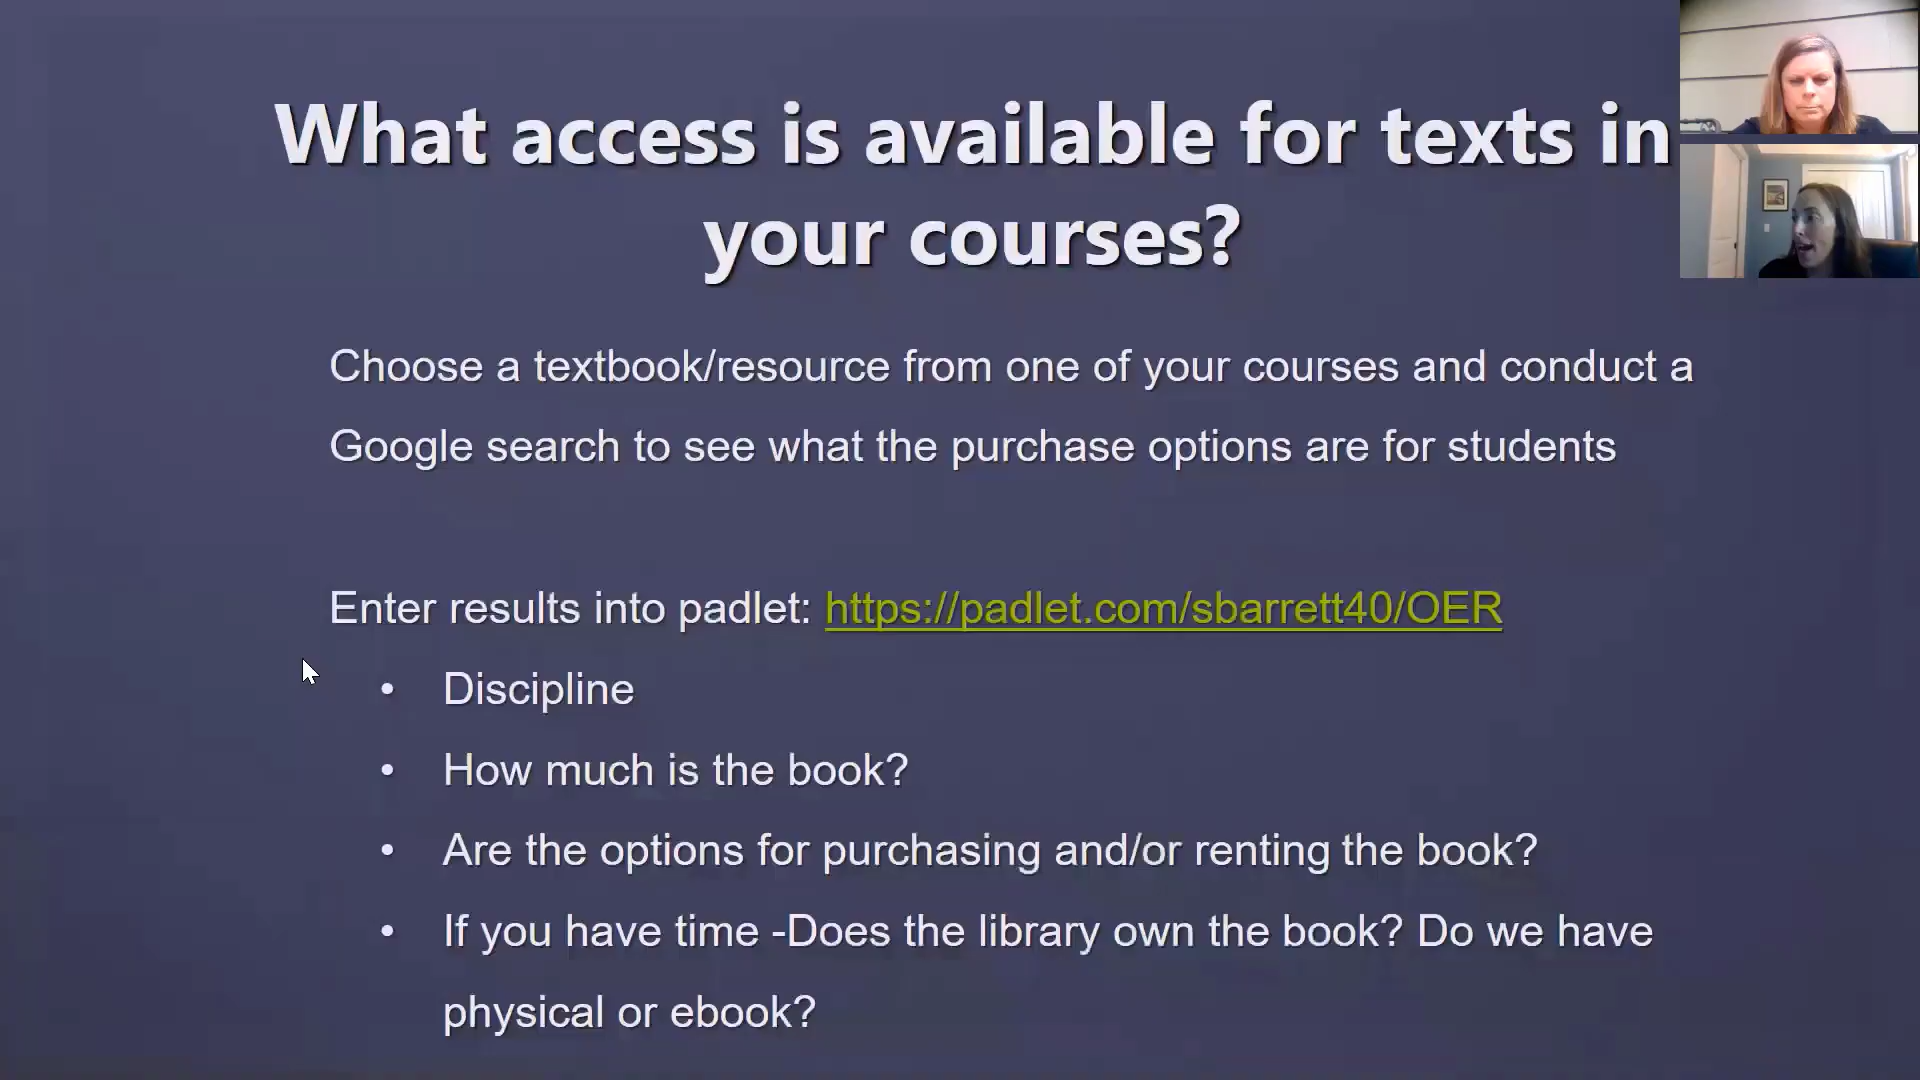 What access is available for texts in
your courses?
Choose a textbook/resource from one of your courses and conduct a
Google search to see what the purchase options are for students
Enter results into padlet: https://padlet.com/sbarrett40/OER
• Discipline
• How much is the book?
• Are the options for purchasing and/or renting the book?
• If you have time -Does the library own the book? Do we have
physical or ebook?